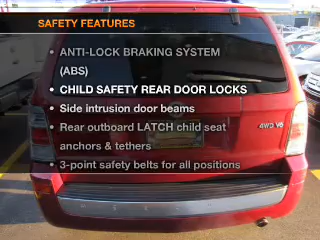 SAFETY FEATURES
• ANTI-LOCK BRAKING SYSTEM
(ABS)
• CHILD SAFETY REAR DOOR LOCKS
• Side intrusion door beams
• Rear outboard LATCH child seat
anchors & tethers
• 3-point safety belts for all positions
4WD V6